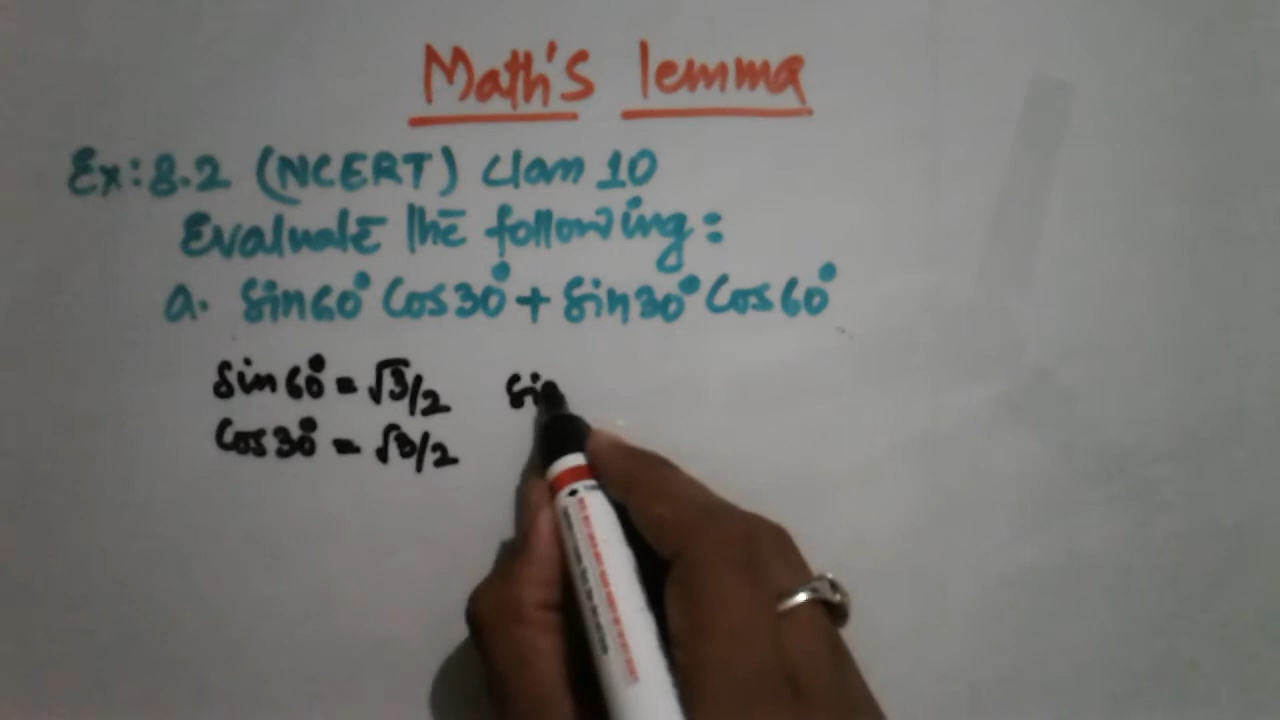 Math's lemma
Ex: 8.2 (NCERT) Class 10
Evaluate the following:
a. Sin60° Cos30° + Sin30° Cos60°
Sin60° = √3/2 Sin
Cos30° = √3/2